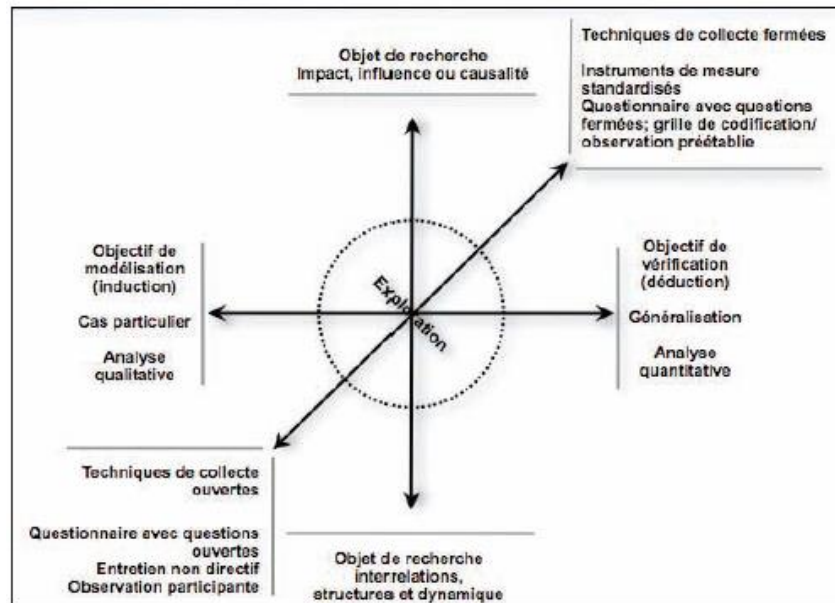 Objet de recherche
Impact, influence ou causalité
Techniques de collecte fermées
Instruments de mesure
standardisés
Questionnaire avec questions
fermées; grille de codification/
observation préétablie
Objectif de
modélisation
(induction)
Cas particulier
Analyse
qualitative
Exploration
Objectif de
vérification
(déduction)
Généralisation
Analyse
quantitative
Techniques de collecte
ouvertes
Questionnaire avec questions
ouvertes
Entretien non directif
Observation participante
Objet de recherche
interrelations,
structures et dynamique